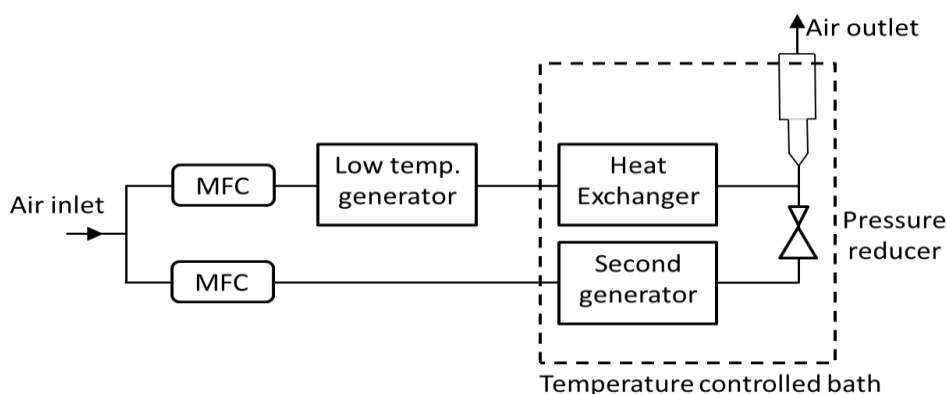 Air outlet
Low temp.
generator
Heat
Exchanger
MFC
Air inlet
Pressure
reducer
MFC
Second
generator
Temperature controlled bath